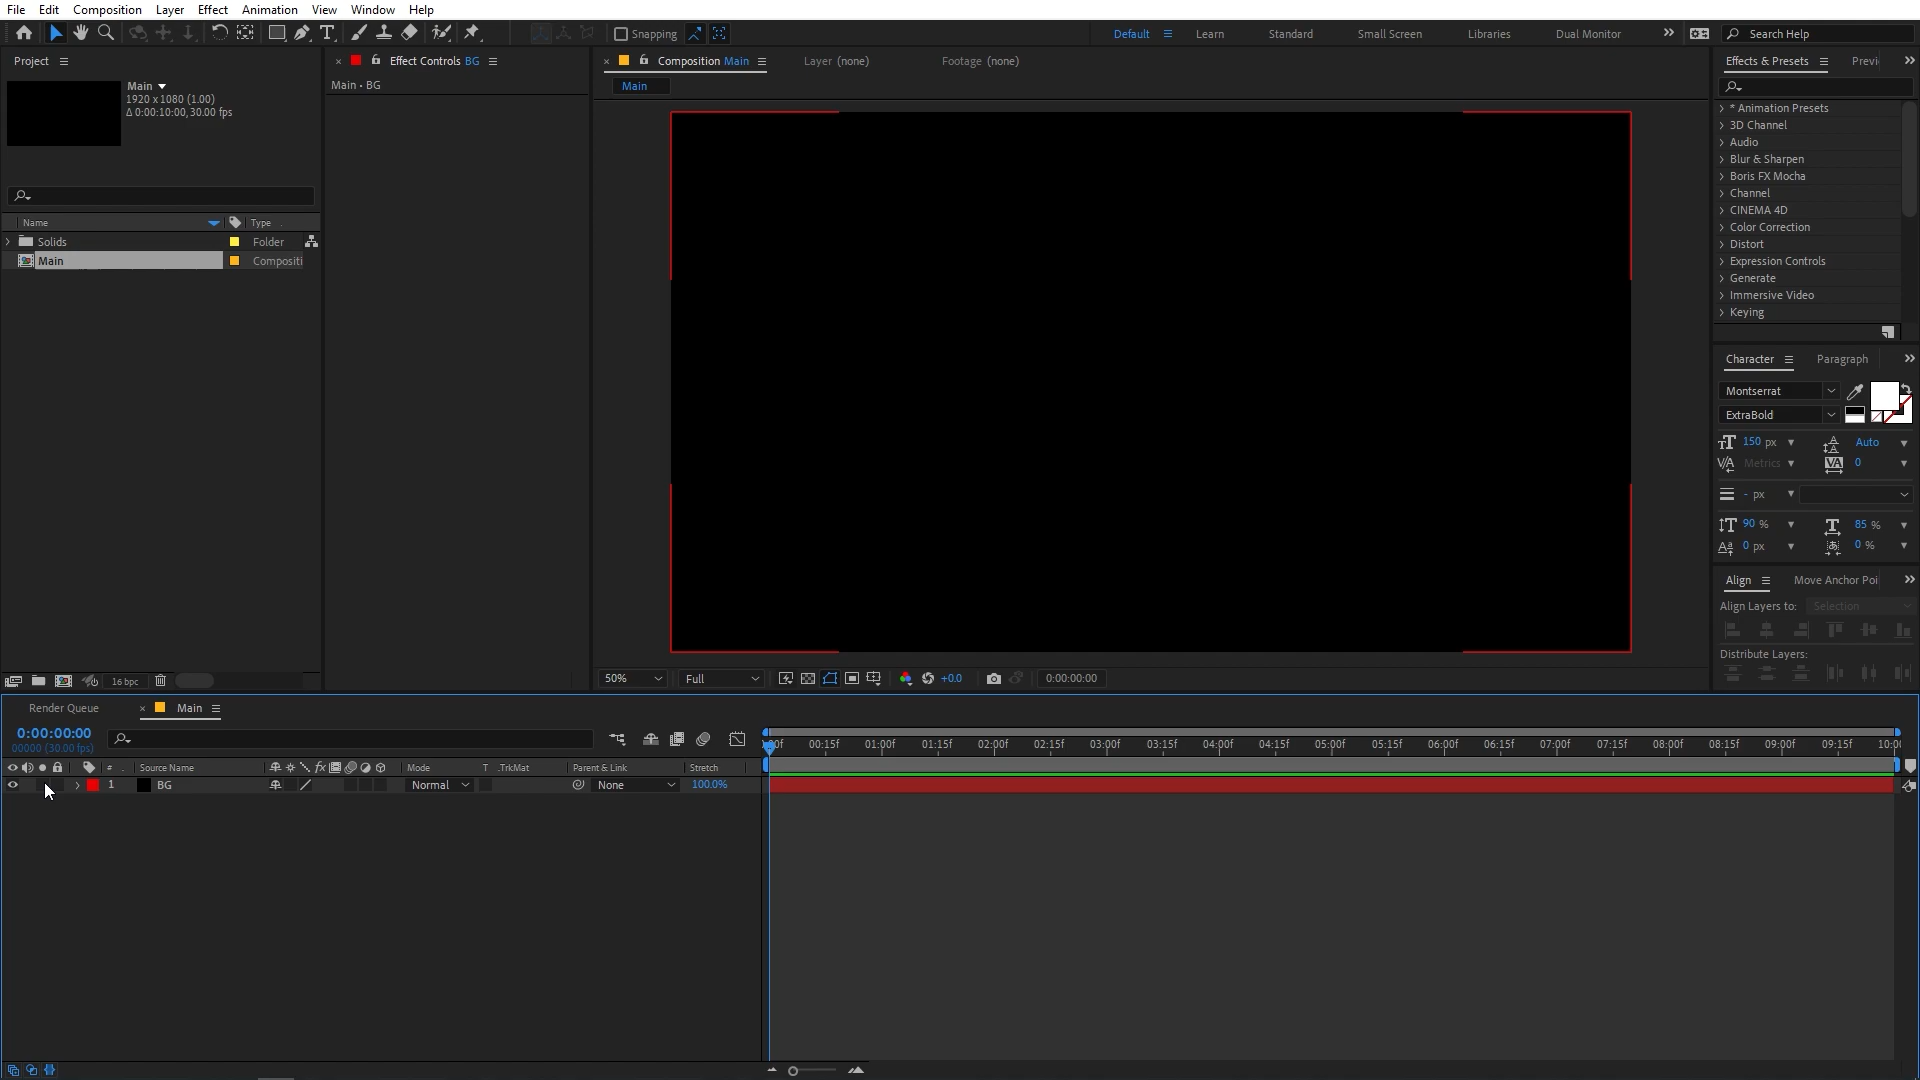 File Edit Composition Layer Effect Animation View Window Help
Snapping
Default Learn Standard Small Screen Libraries Dual Monitor Search Help
Project
Effect Controls BG
Composition Main Layer (none) Footage (none)
Effects & Presets Previ
Main
1920 x 1080 (1.00)
Δ 0:00:10:00, 30.00 fps
Main • BG
Main
Name Type
Solids Folder
Main Compositi
* Animation Presets
3D Channel
Audio
Blur & Sharpen
Boris FX Mocha
Channel
CINEMA 4D
Color Correction
Distort
Expression Controls
Generate
Immersive Video
Keying
Character Paragraph
Montserrat
ExtraBold
150 px Auto
Metrics 0
- px
90 % 85 %
0 px 0 %
Align Move Anchor Poi
Align Layers to: Selection
Distribute Layers:
16 bpc
50% Full +0.0 0:00:00:00
Render Queue Main
0:00:00:00
00000 (30.00 fps)
00f 00:15f 01:00f 01:15f 02:00f 02:15f 03:00f 03:15f 04:00f 04:15f 05:00f 05:15f 06:00f 06:15f 07:00f 07:15f 08:00f 08:15f 09:00f 09:15f 10:00
# Source Name fx Mode T .TrkMat Parent & Link Stretch
1 BG Normal None 100.0%